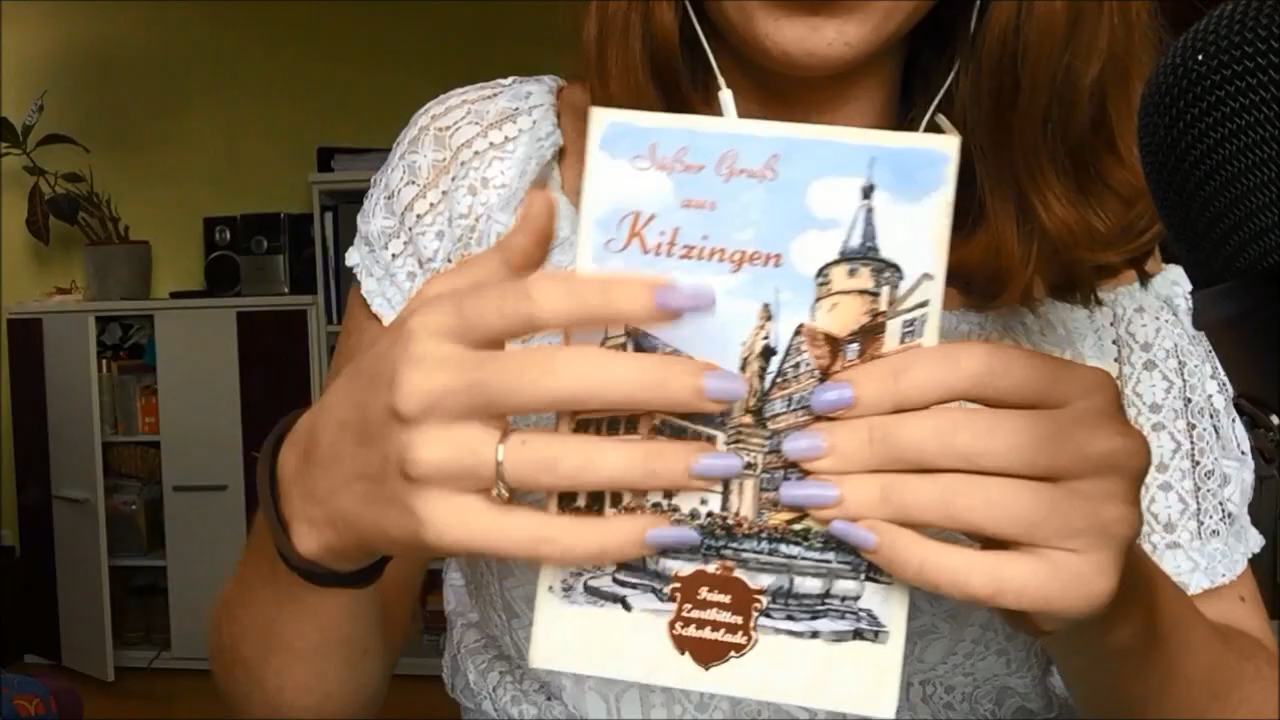 Süßer Gruß
aus
Kitzingen
Feine
Zartbitter
Schokolade